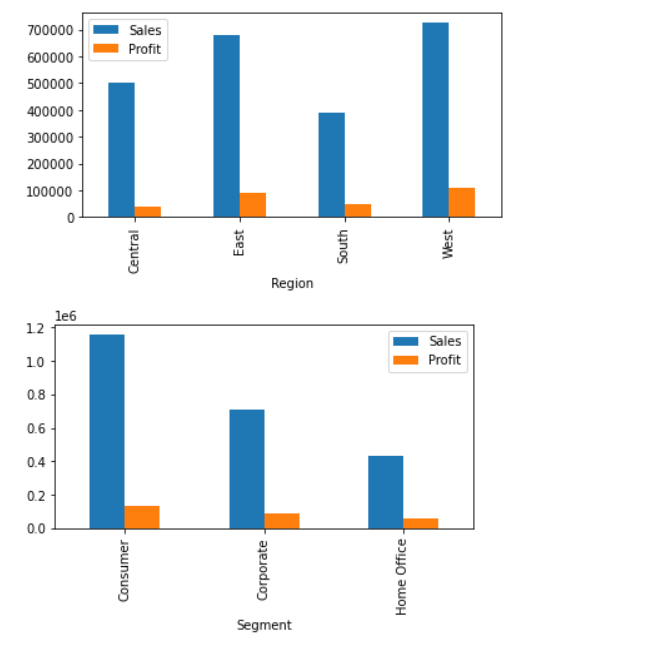 Sales
Profit
700000
600000
500000
400000
300000
200000
100000
0
Central
East
South
West
Region
1e6
1.2
1.0
0.8
0.6
0.4
0.2
0.0
Sales
Profit
Consumer
Corporate
Home Office
Segment